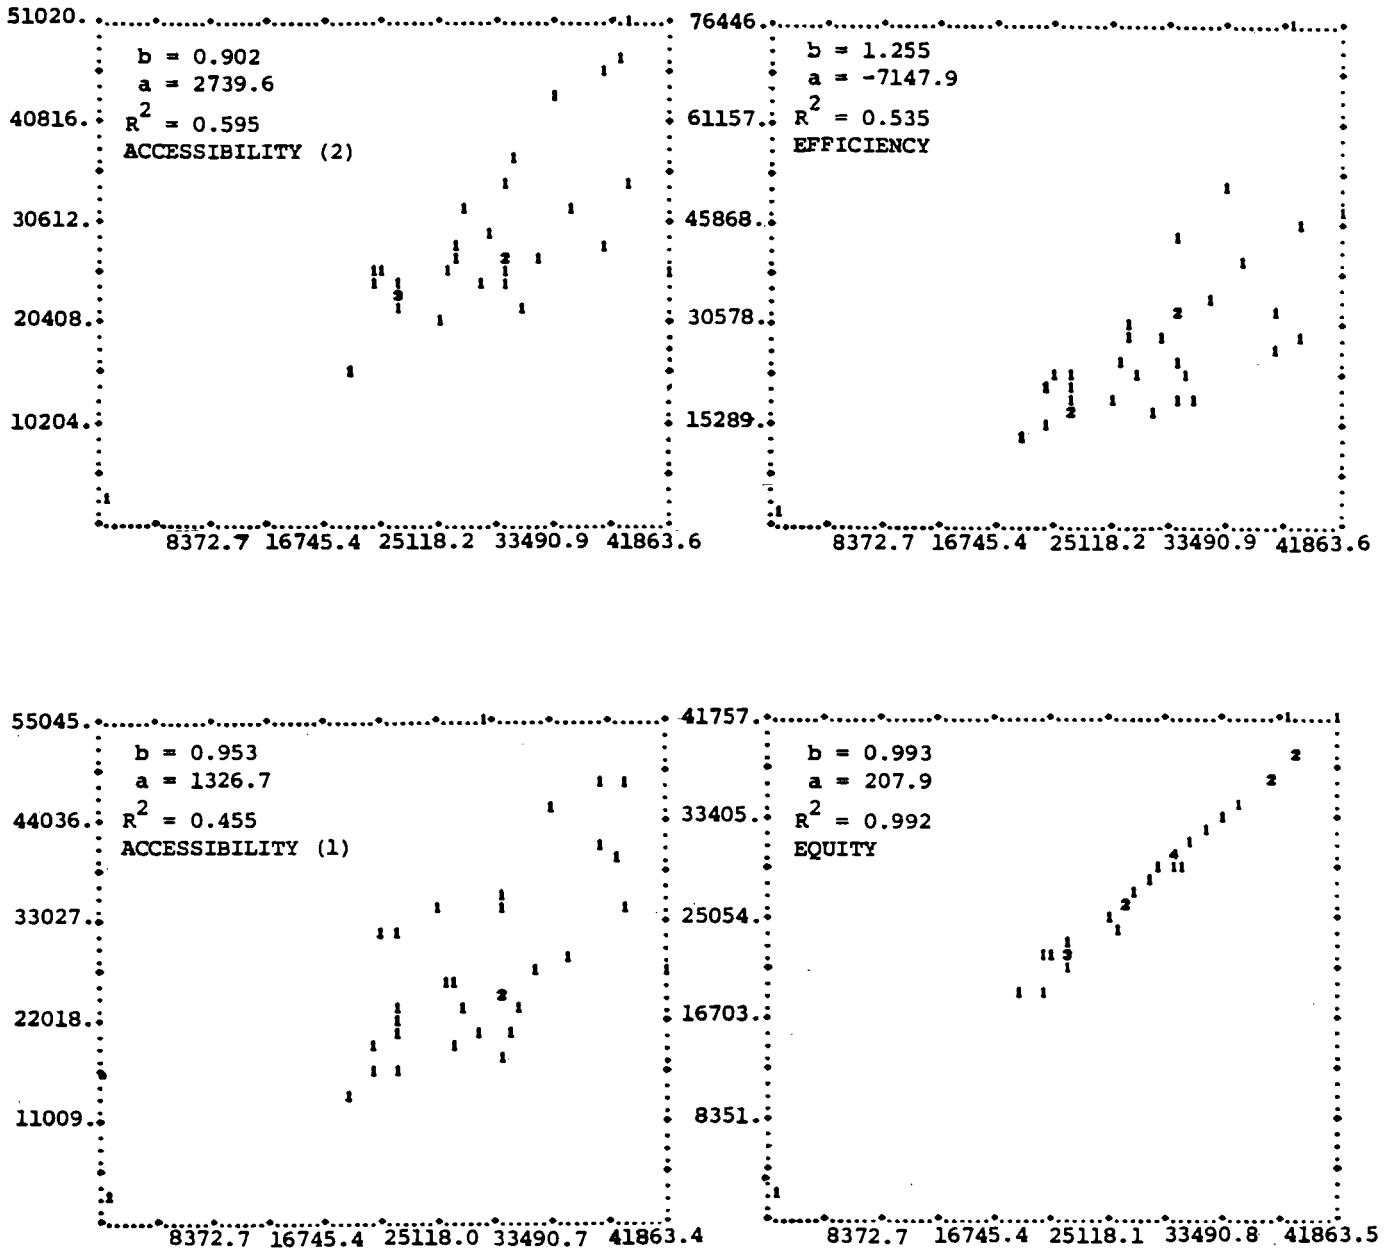 51020.
b = 0.902
a = 2739.6
R2 = 0.595
ACCESSIBILITY (2)
40816.
30612.
20408.
10204.
8372.7 16745.4 25118.2 33490.9 41863.6
76446.
b = 1.255
a = -7147.9
R2 = 0.535
EFFICIENCY
61157.
45868.
30578.
15289.
8372.7 16745.4 25118.2 33490.9 41863.6
55045.
b = 0.953
a = 1326.7
R2 = 0.455
ACCESSIBILITY (1)
44036.
33027.
22018.
11009.
8372.7 16745.4 25118.0 33490.7 41863.4
41757.
b = 0.993
a = 207.9
R2 = 0.992
EQUITY
33405.
25054.
16703.
8351.
8372.7 16745.4 25118.1 33490.8 41863.5